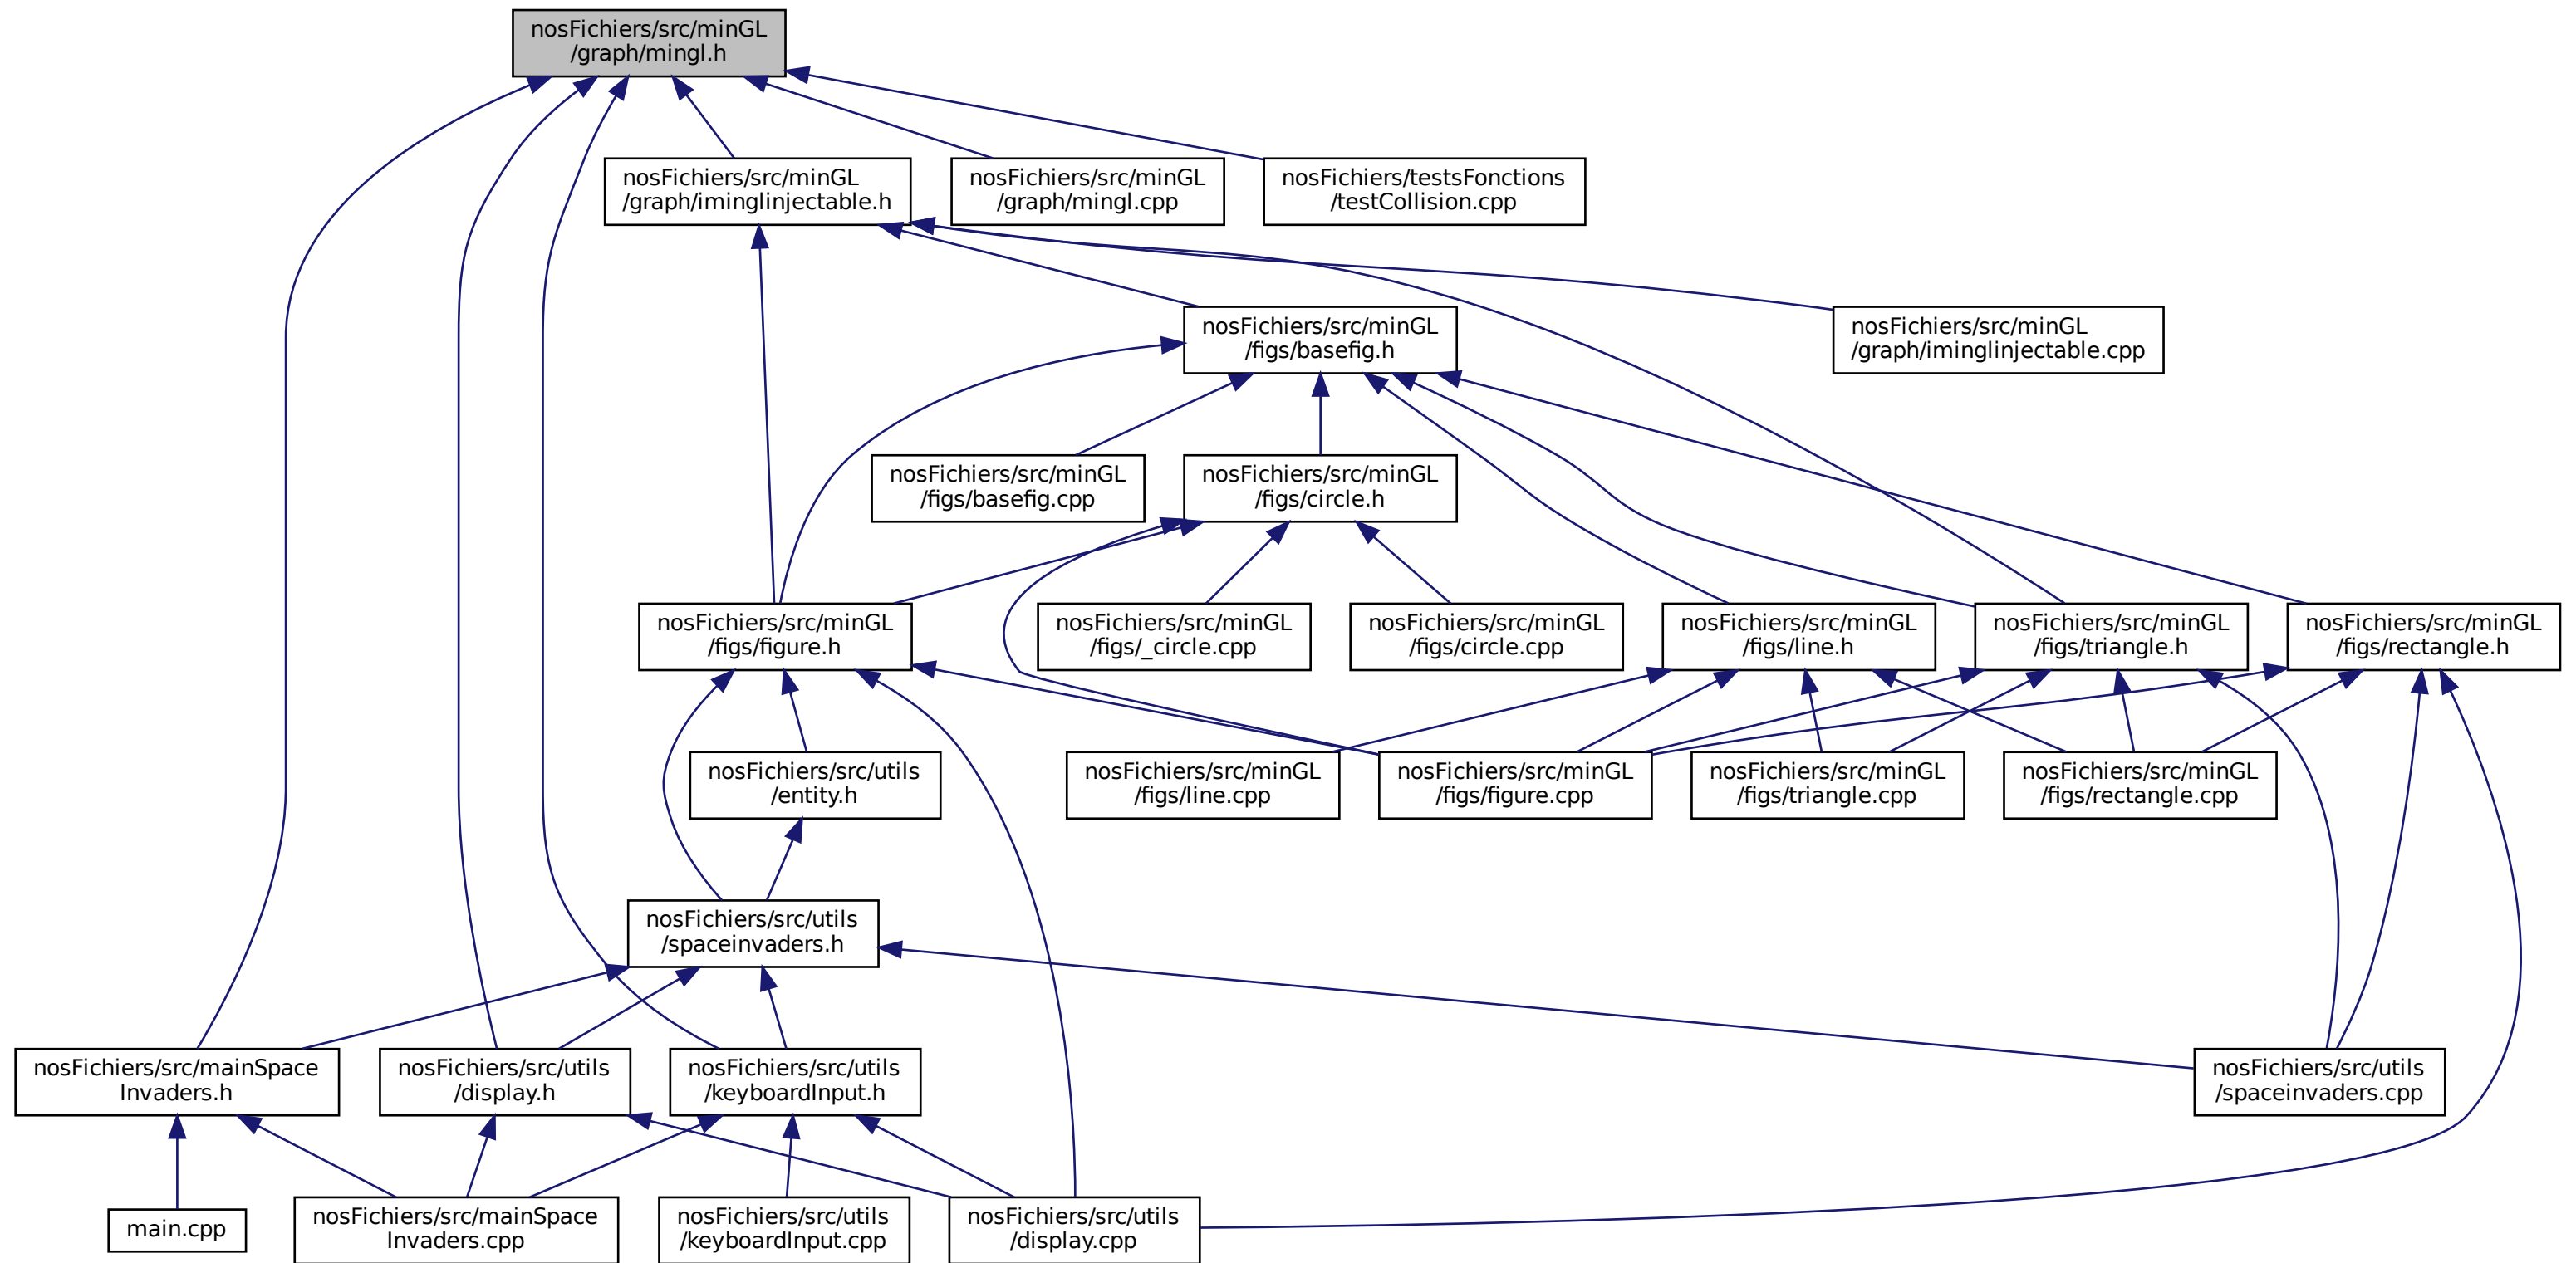 nosFichiers/src/minGL
/graph/mingl.h
nosFichiers/src/minGL
/graph/iminglinjectable.h
nosFichiers/src/minGL
/graph/mingl.cpp
nosFichiers/testsFonctions
/testCollision.cpp
nosFichiers/src/minGL
/figs/basefig.h
nosFichiers/src/minGL
/graph/iminglinjectable.cpp
nosFichiers/src/minGL
/figs/basefig.cpp
nosFichiers/src/minGL
/figs/circle.h
nosFichiers/src/minGL
/figs/figure.h
nosFichiers/src/minGL
/figs/_circle.cpp
nosFichiers/src/minGL
/figs/circle.cpp
nosFichiers/src/minGL
/figs/line.h
nosFichiers/src/minGL
/figs/triangle.h
nosFichiers/src/minGL
/figs/rectangle.h
nosFichiers/src/utils
/entity.h
nosFichiers/src/minGL
/figs/line.cpp
nosFichiers/src/minGL
/figs/figure.cpp
nosFichiers/src/minGL
/figs/triangle.cpp
nosFichiers/src/minGL
/figs/rectangle.cpp
nosFichiers/src/utils
/spaceinvaders.h
nosFichiers/src/mainSpace
Invaders.h
nosFichiers/src/utils
/display.h
nosFichiers/src/utils
/keyboardInput.h
nosFichiers/src/utils
/spaceinvaders.cpp
main.cpp
nosFichiers/src/mainSpace
Invaders.cpp
nosFichiers/src/utils
/keyboardInput.cpp
nosFichiers/src/utils
/display.cpp